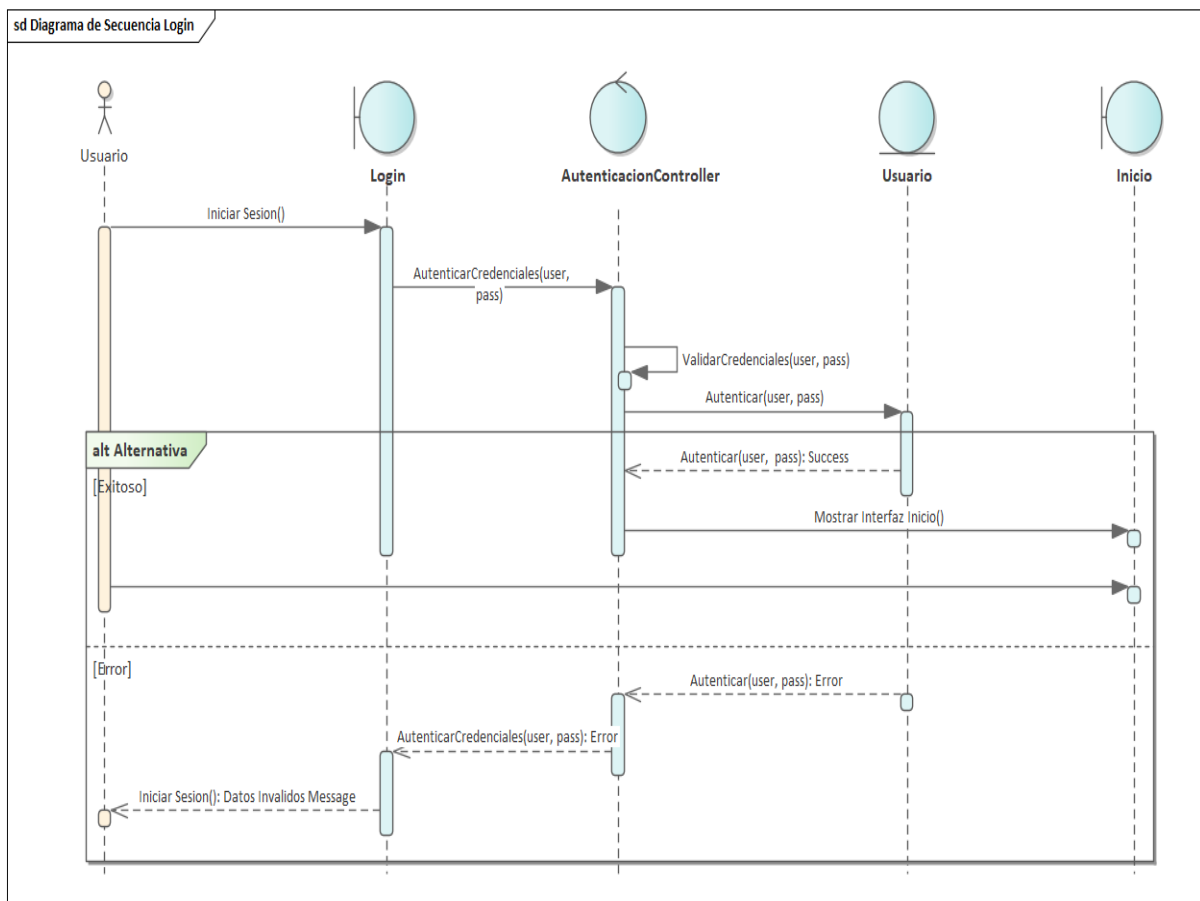 sd Diagrama de Secuencia Login
Usuario
Login
AutenticacionController
Usuario
Inicio
Iniciar Sesion()
AutenticarCredenciales(user,
pass)
ValidarCredenciales(user, pass)
Autenticar(user, pass)
alt Alternativa
Autenticar(user, pass): Success
[Exitoso]
Mostrar Interfaz Inicio()
[Error]
Autenticar(user, pass): Error
AutenticarCredenciales(user, pass): Error
Iniciar Sesion(): Datos Invalidos Message